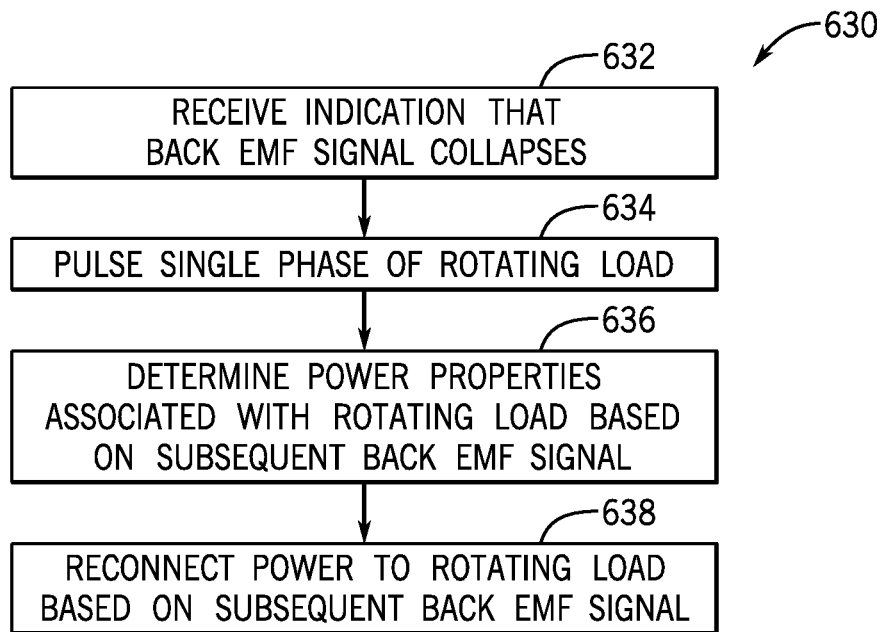 630
632
RECEIVE INDICATION THAT
BACK EMF SIGNAL COLLAPSES
634
PULSE SINGLE PHASE OF ROTATING LOAD
636
DETERMINE POWER PROPERTIES
ASSOCIATED WITH ROTATING LOAD BASED
ON SUBSEQUENT BACK EMF SIGNAL
638
RECONNECT POWER TO ROTATING LOAD
BASED ON SUBSEQUENT BACK EMF SIGNAL